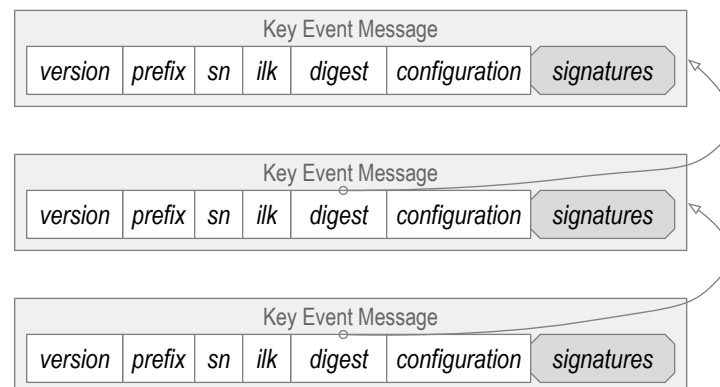 Key Event Message
version prefix sn ilk digest configuration signatures
Key Event Message
version prefix sn ilk digest configuration signatures
Key Event Message
version prefix sn ilk digest configuration signatures